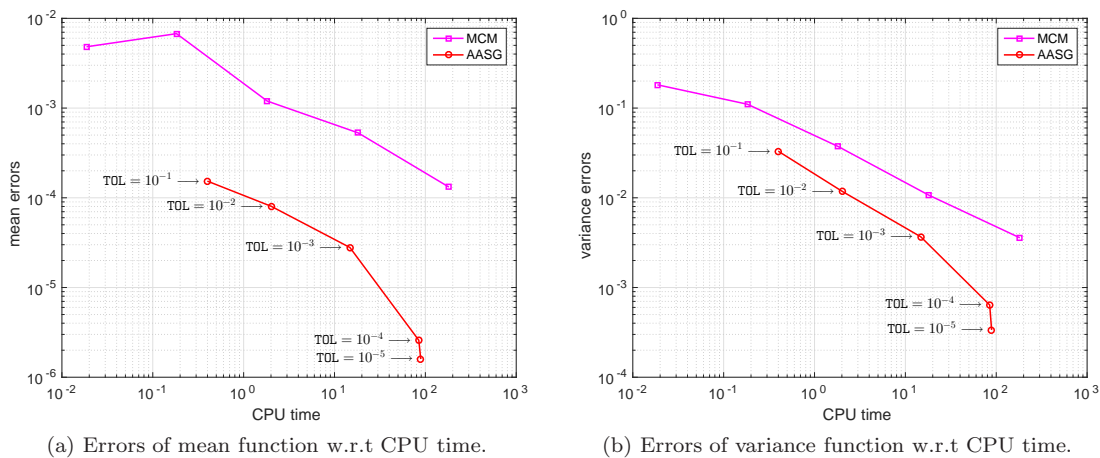 10^-2
10^-3
10^-4
10^-5
10^-6
mean errors
MCM
AASG
TOL = 10^-1
TOL = 10^-2
TOL = 10^-3
TOL = 10^-4
TOL = 10^-5
10^-2 10^-1 10^0 10^1 10^2 10^3
CPU time
(a) Errors of mean function w.r.t CPU time.
10^0
10^-1
10^-2
10^-3
10^-4
variance errors
MCM
AASG
TOL = 10^-1
TOL = 10^-2
TOL = 10^-3
TOL = 10^-4
TOL = 10^-5
10^-2 10^-1 10^0 10^1 10^2 10^3
CPU time
(b) Errors of variance function w.r.t CPU time.